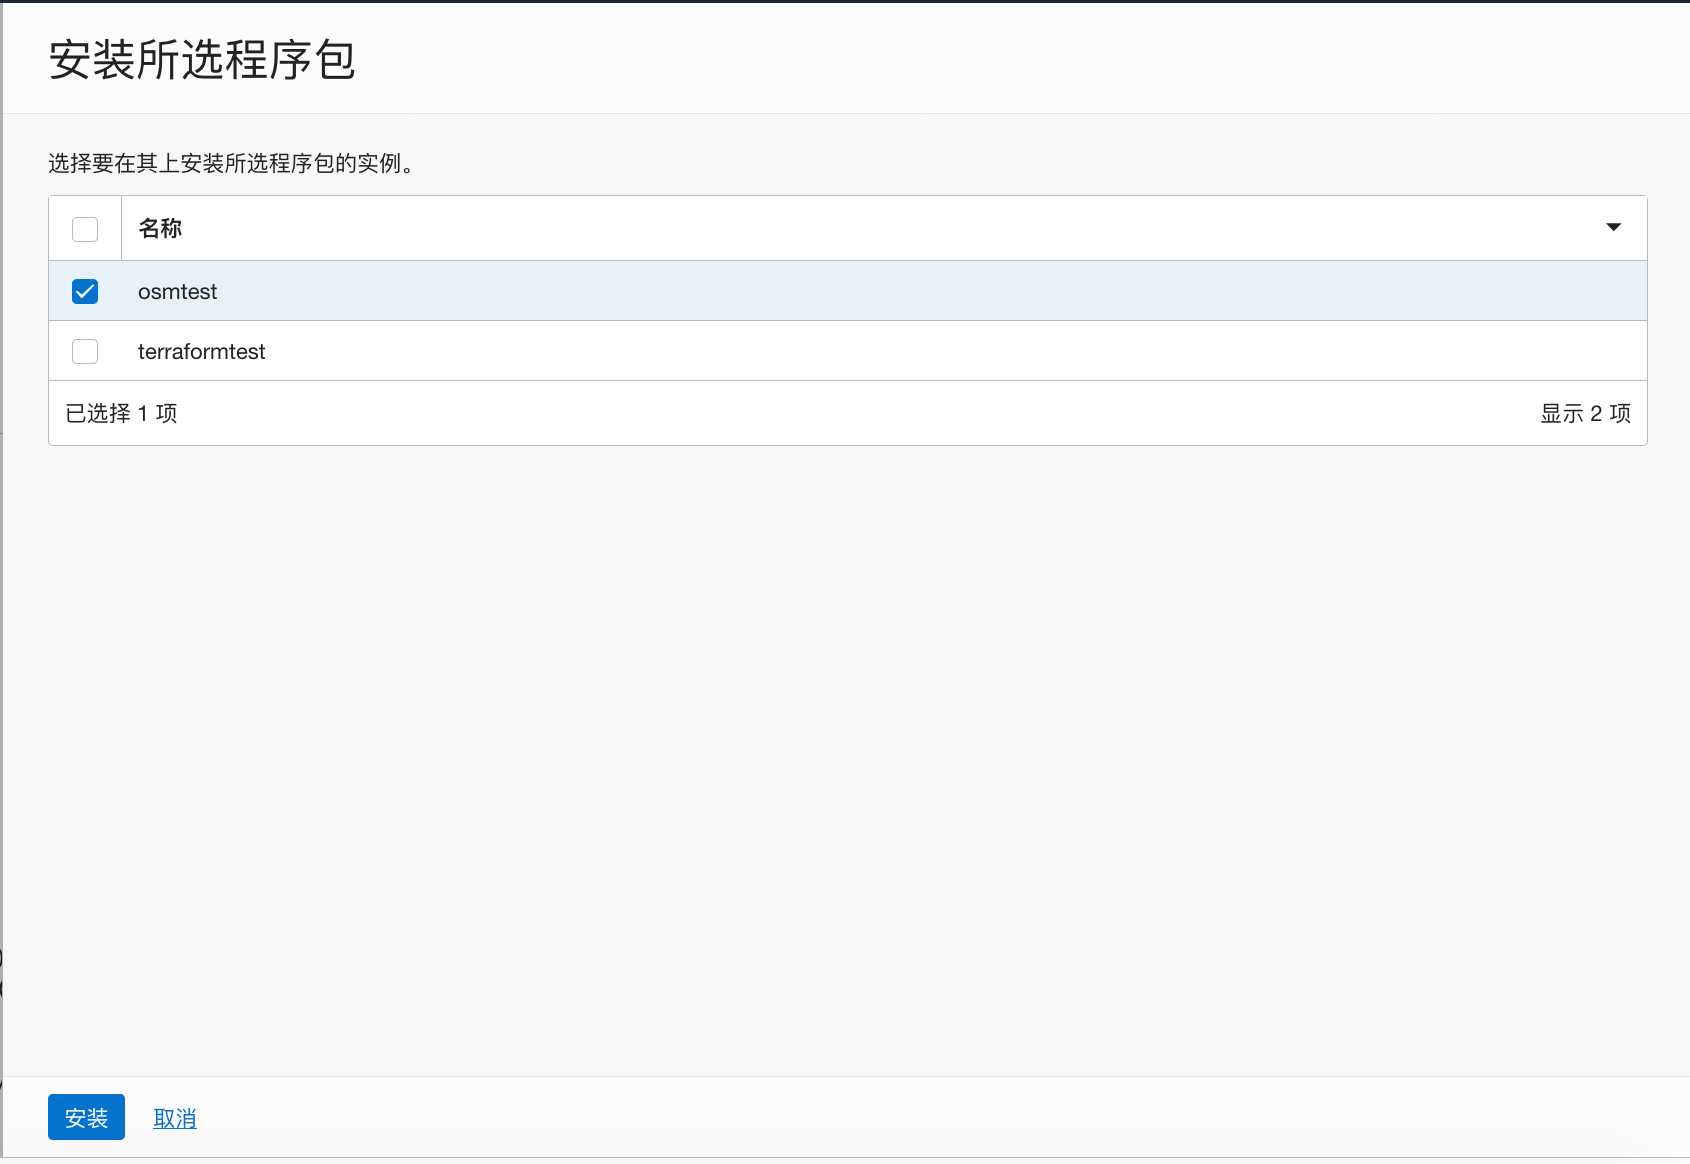 安装所选程序包
选择要在其上安装所选程序包的实例。
名称
osmtest
terraformtest
已选择 1 项
显示 2 项
安装
取消